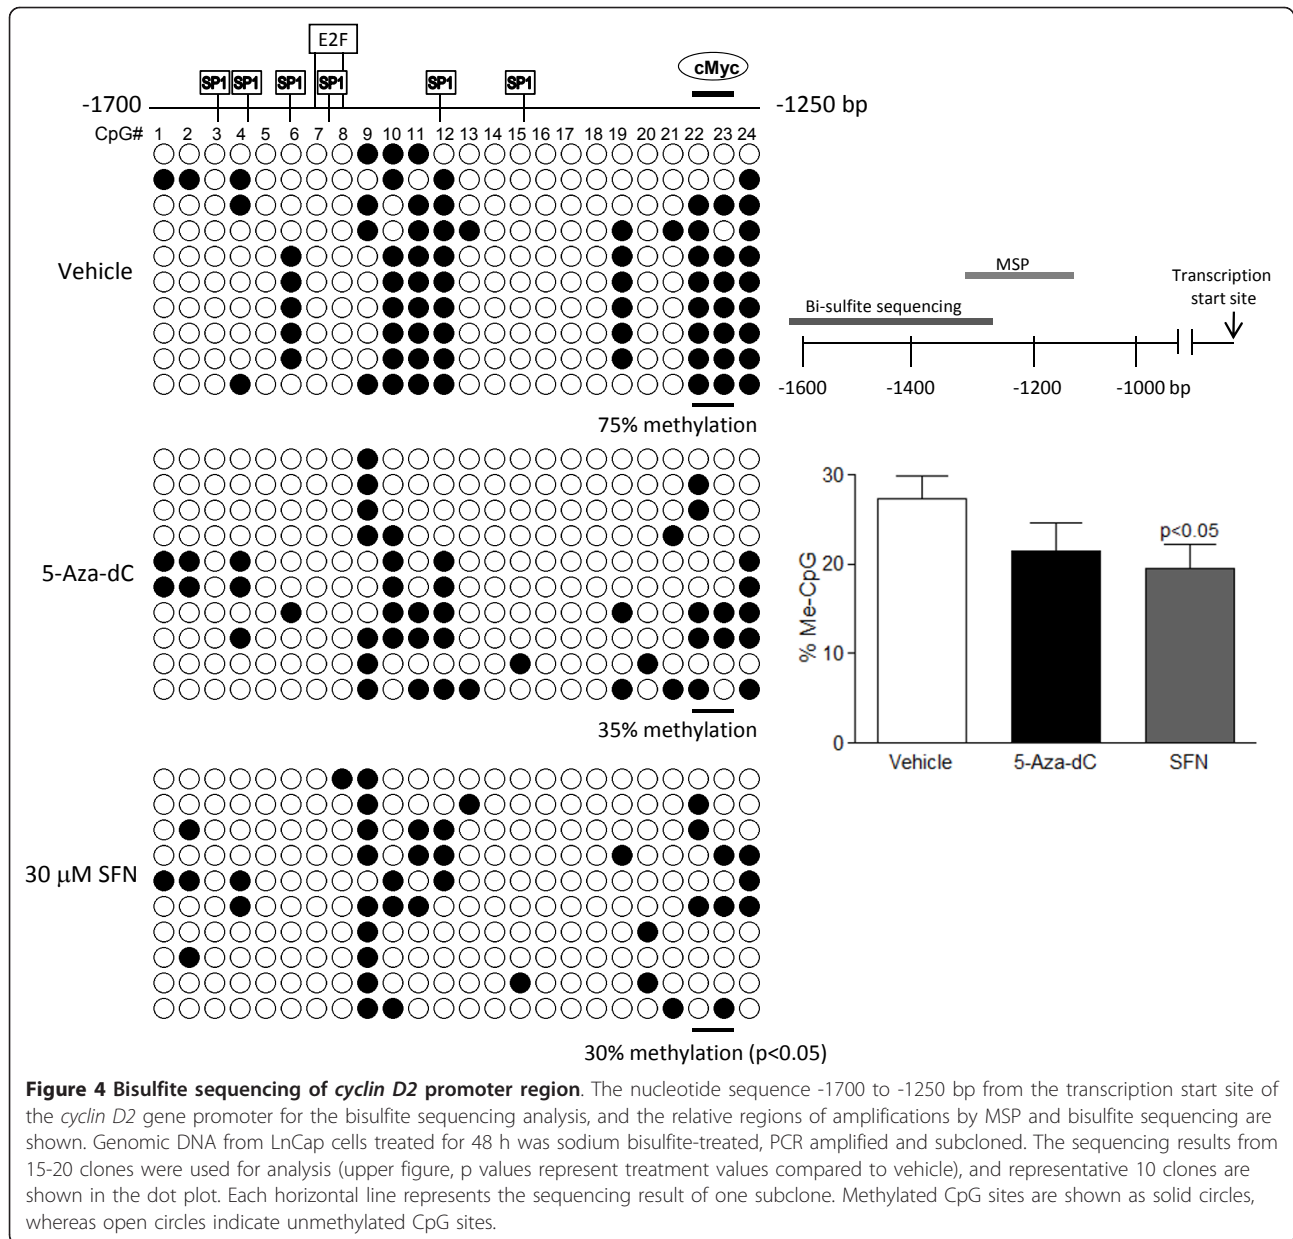 E2F
SP1 SP1 SP1 SP1 SP1 SP1 cMyc
-1700 -1250 bp
CpG# 1 2 3 4 5 6 7 8 9 10 11 12 13 14 15 16 17 18 19 20 21 22 23 24
Vehicle
75% methylation
MSP
Transcription
start site
Bi-sulfite sequencing
-1600 -1400 -1200 -1000 bp
5-Aza-dC
35% methylation
30 µM SFN
30% methylation (p<0.05)
% Me-CpG
30
20
10
0
p<0.05
Vehicle 5-Aza-dC SFN
Figure 4 Bisulfite sequencing of cyclin D2 promoter region. The nucleotide sequence -1700 to -1250 bp from the transcription start site of
the cyclin D2 gene promoter for the bisulfite sequencing analysis, and the relative regions of amplifications by MSP and bisulfite sequencing are
shown. Genomic DNA from LnCap cells treated for 48 h was sodium bisulfite-treated, PCR amplified and subcloned. The sequencing results from
15-20 clones were used for analysis (upper figure, p values represent treatment values compared to vehicle), and representative 10 clones are
shown in the dot plot. Each horizontal line represents the sequencing result of one subclone. Methylated CpG sites are shown as solid circles,
whereas open circles indicate unmethylated CpG sites.